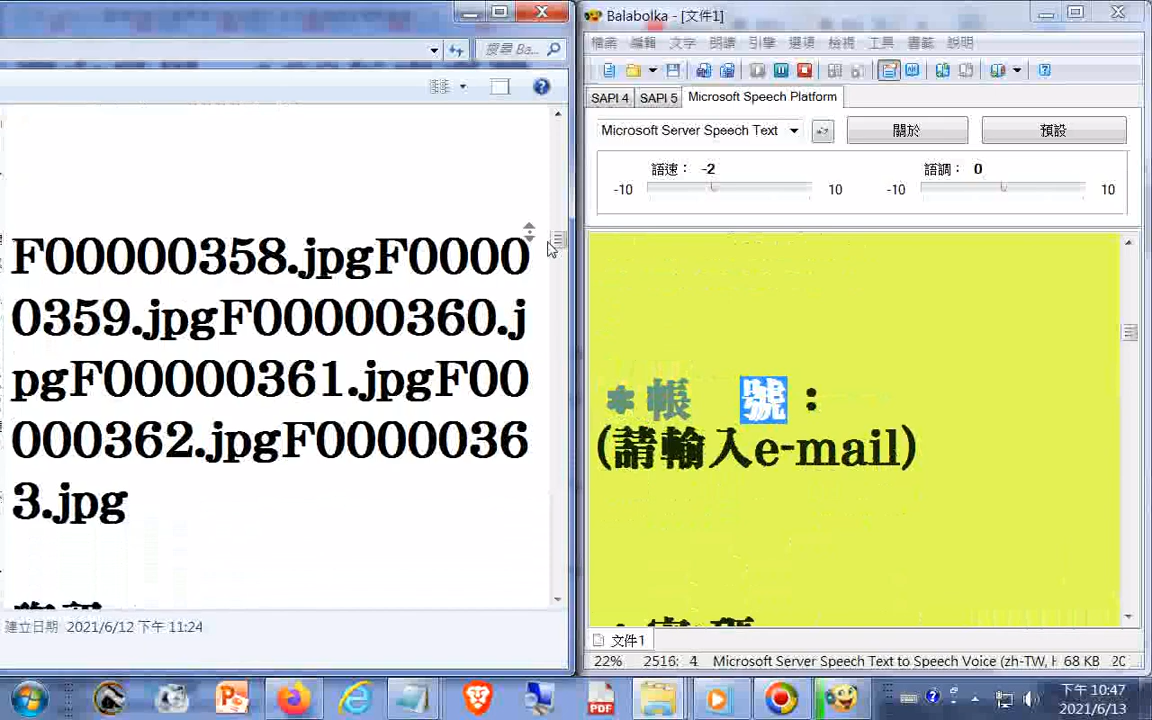 搜尋 Ba...
F00000358.jpgF0000
0359.jpgF00000360.j
pgF00000361.jpgF00
000362.jpgF0000036
3.jpg
建立日期 2021/6/12 下午 11:24
Balabolka - [文件1]
檔案 編輯 文字 朗讀 引擎 選項 檢視 工具 書籤 說明
SAPI 4 SAPI 5 Microsoft Speech Platform
Microsoft Server Speech Text 關於 預設
語速： -2 語調： 0
-10 10 -10 10
*帳 號：
(請輸入e-mail)
文件1
22% 2516: 4 Microsoft Server Speech Text to Speech Voice (zh-TW, H 68 KB
下午 10:47
2021/6/13